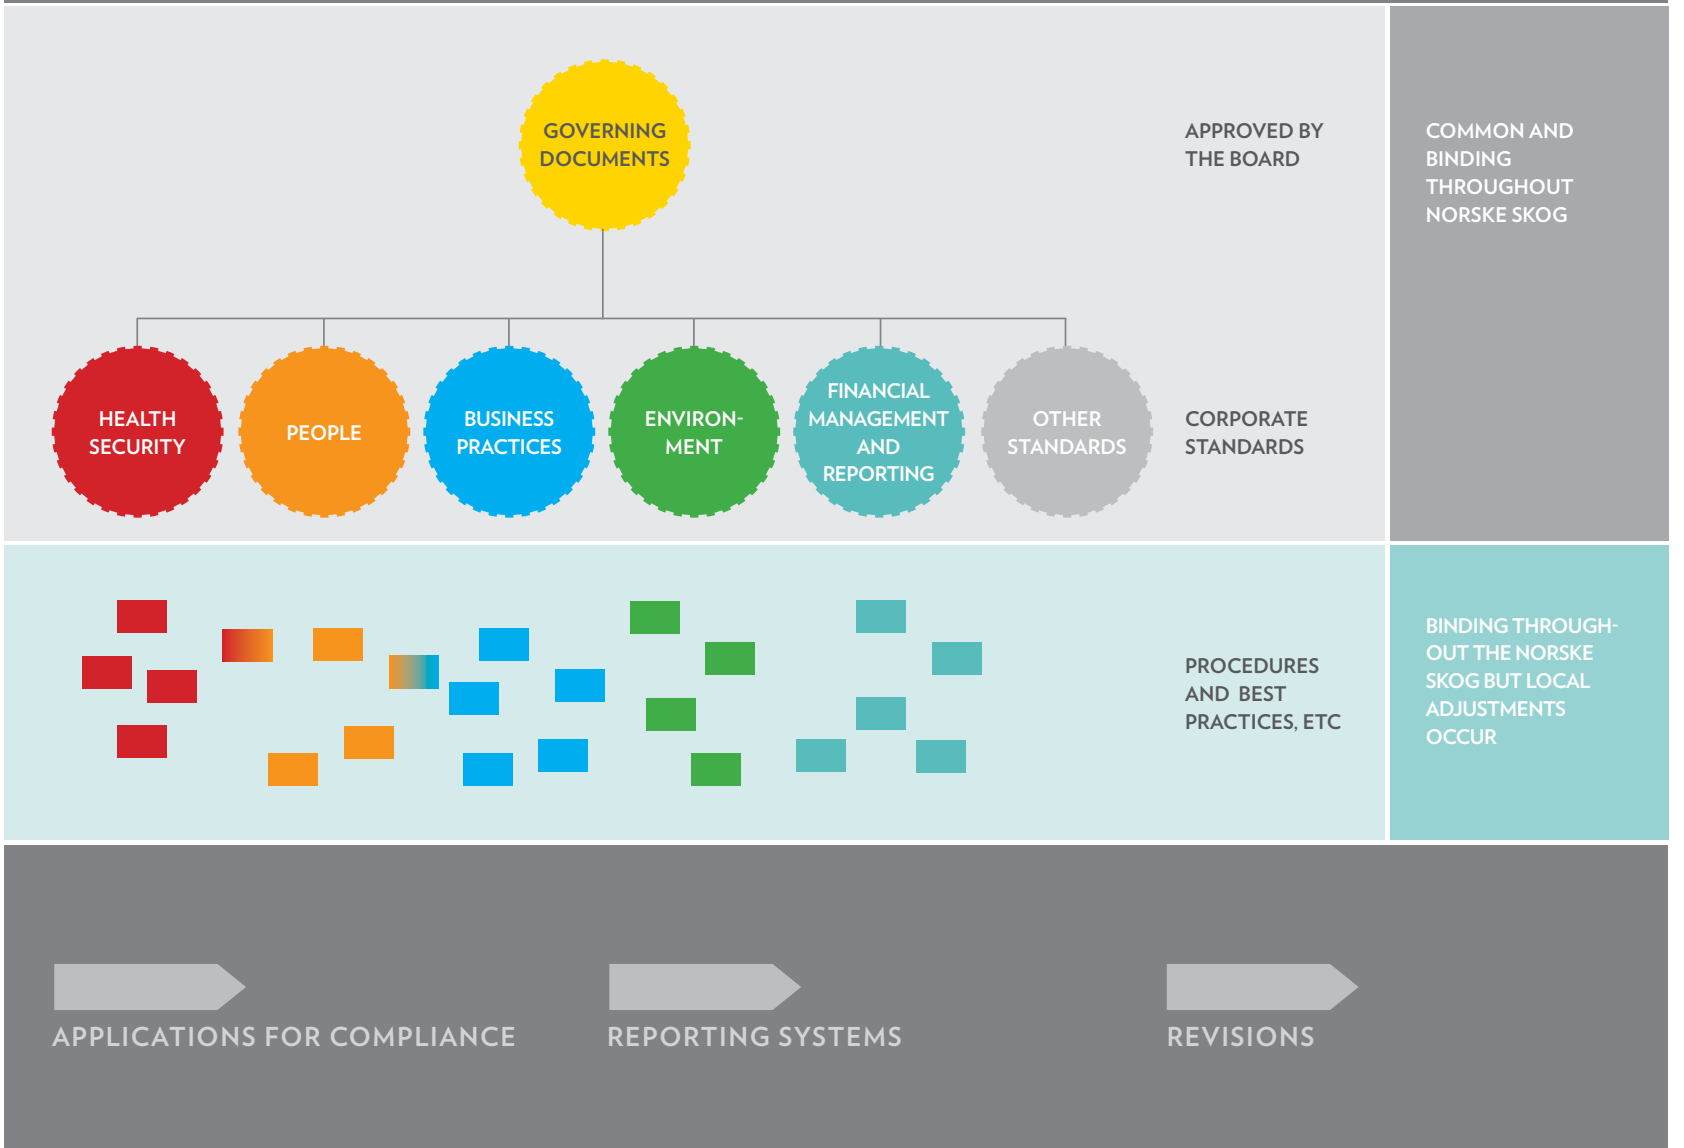 GOVERNING
DOCUMENTS
APPROVED BY
THE BOARD
COMMON AND
BINDING
THROUGHOUT
NORSKE SKOG
HEALTH
SECURITY
PEOPLE
BUSINESS
PRACTICES
ENVIRON-
MENT
FINANCIAL
MANAGEMENT
AND
REPORTING
OTHER
STANDARDS
CORPORATE
STANDARDS
PROCEDURES
AND BEST
PRACTICES, ETC
BINDING THROUGH-
OUT THE NORSKE
SKOG BUT LOCAL
ADJUSTMENTS
OCCUR
APPLICATIONS FOR COMPLIANCE
REPORTING SYSTEMS
REVISIONS